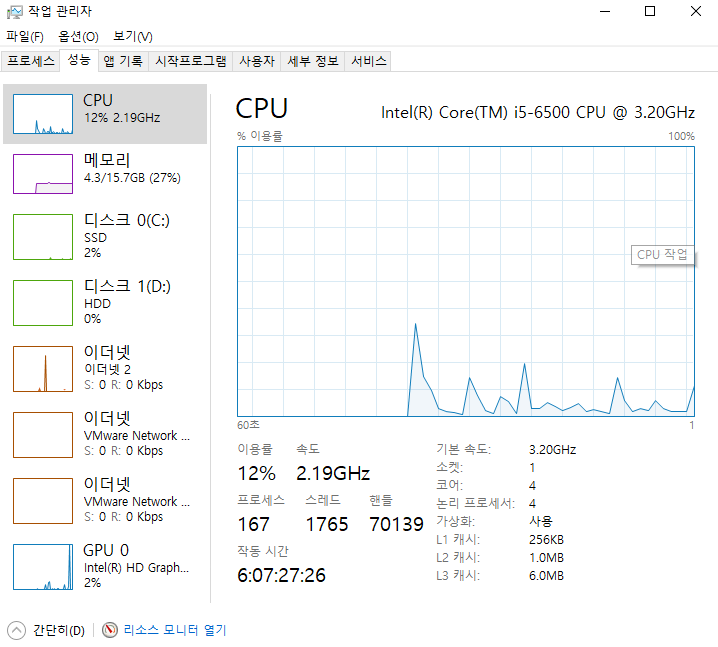 작업 관리자
파일(F) 옵션(O) 보기(V)
프로세스 성능 앱 기록 시작프로그램 사용자 세부 정보 서비스
CPU
12% 2.19GHz
메모리
4.3/15.7GB (27%)
디스크 0(C:)
SSD
2%
디스크 1(D:)
HDD
0%
이더넷
이더넷 2
S: 0 R: 0 Kbps
이더넷
VMware Network ...
S: 0 R: 0 Kbps
이더넷
VMware Network ...
S: 0 R: 0 Kbps
GPU 0
Intel(R) HD Graph...
2%
CPU Intel(R) Core(TM) i5-6500 CPU @ 3.20GHz
% 이용률 100%
CPU 작업
60초 1
이용률 속도
12% 2.19GHz
프로세스 스레드 핸들
167 1765 70139
작동 시간
6:07:27:26
기본 속도: 3.20GHz
소켓: 1
코어: 4
논리 프로세서: 4
가상화: 사용
L1 캐시: 256KB
L2 캐시: 1.0MB
L3 캐시: 6.0MB
간단히(D) 리소스 모니터 열기